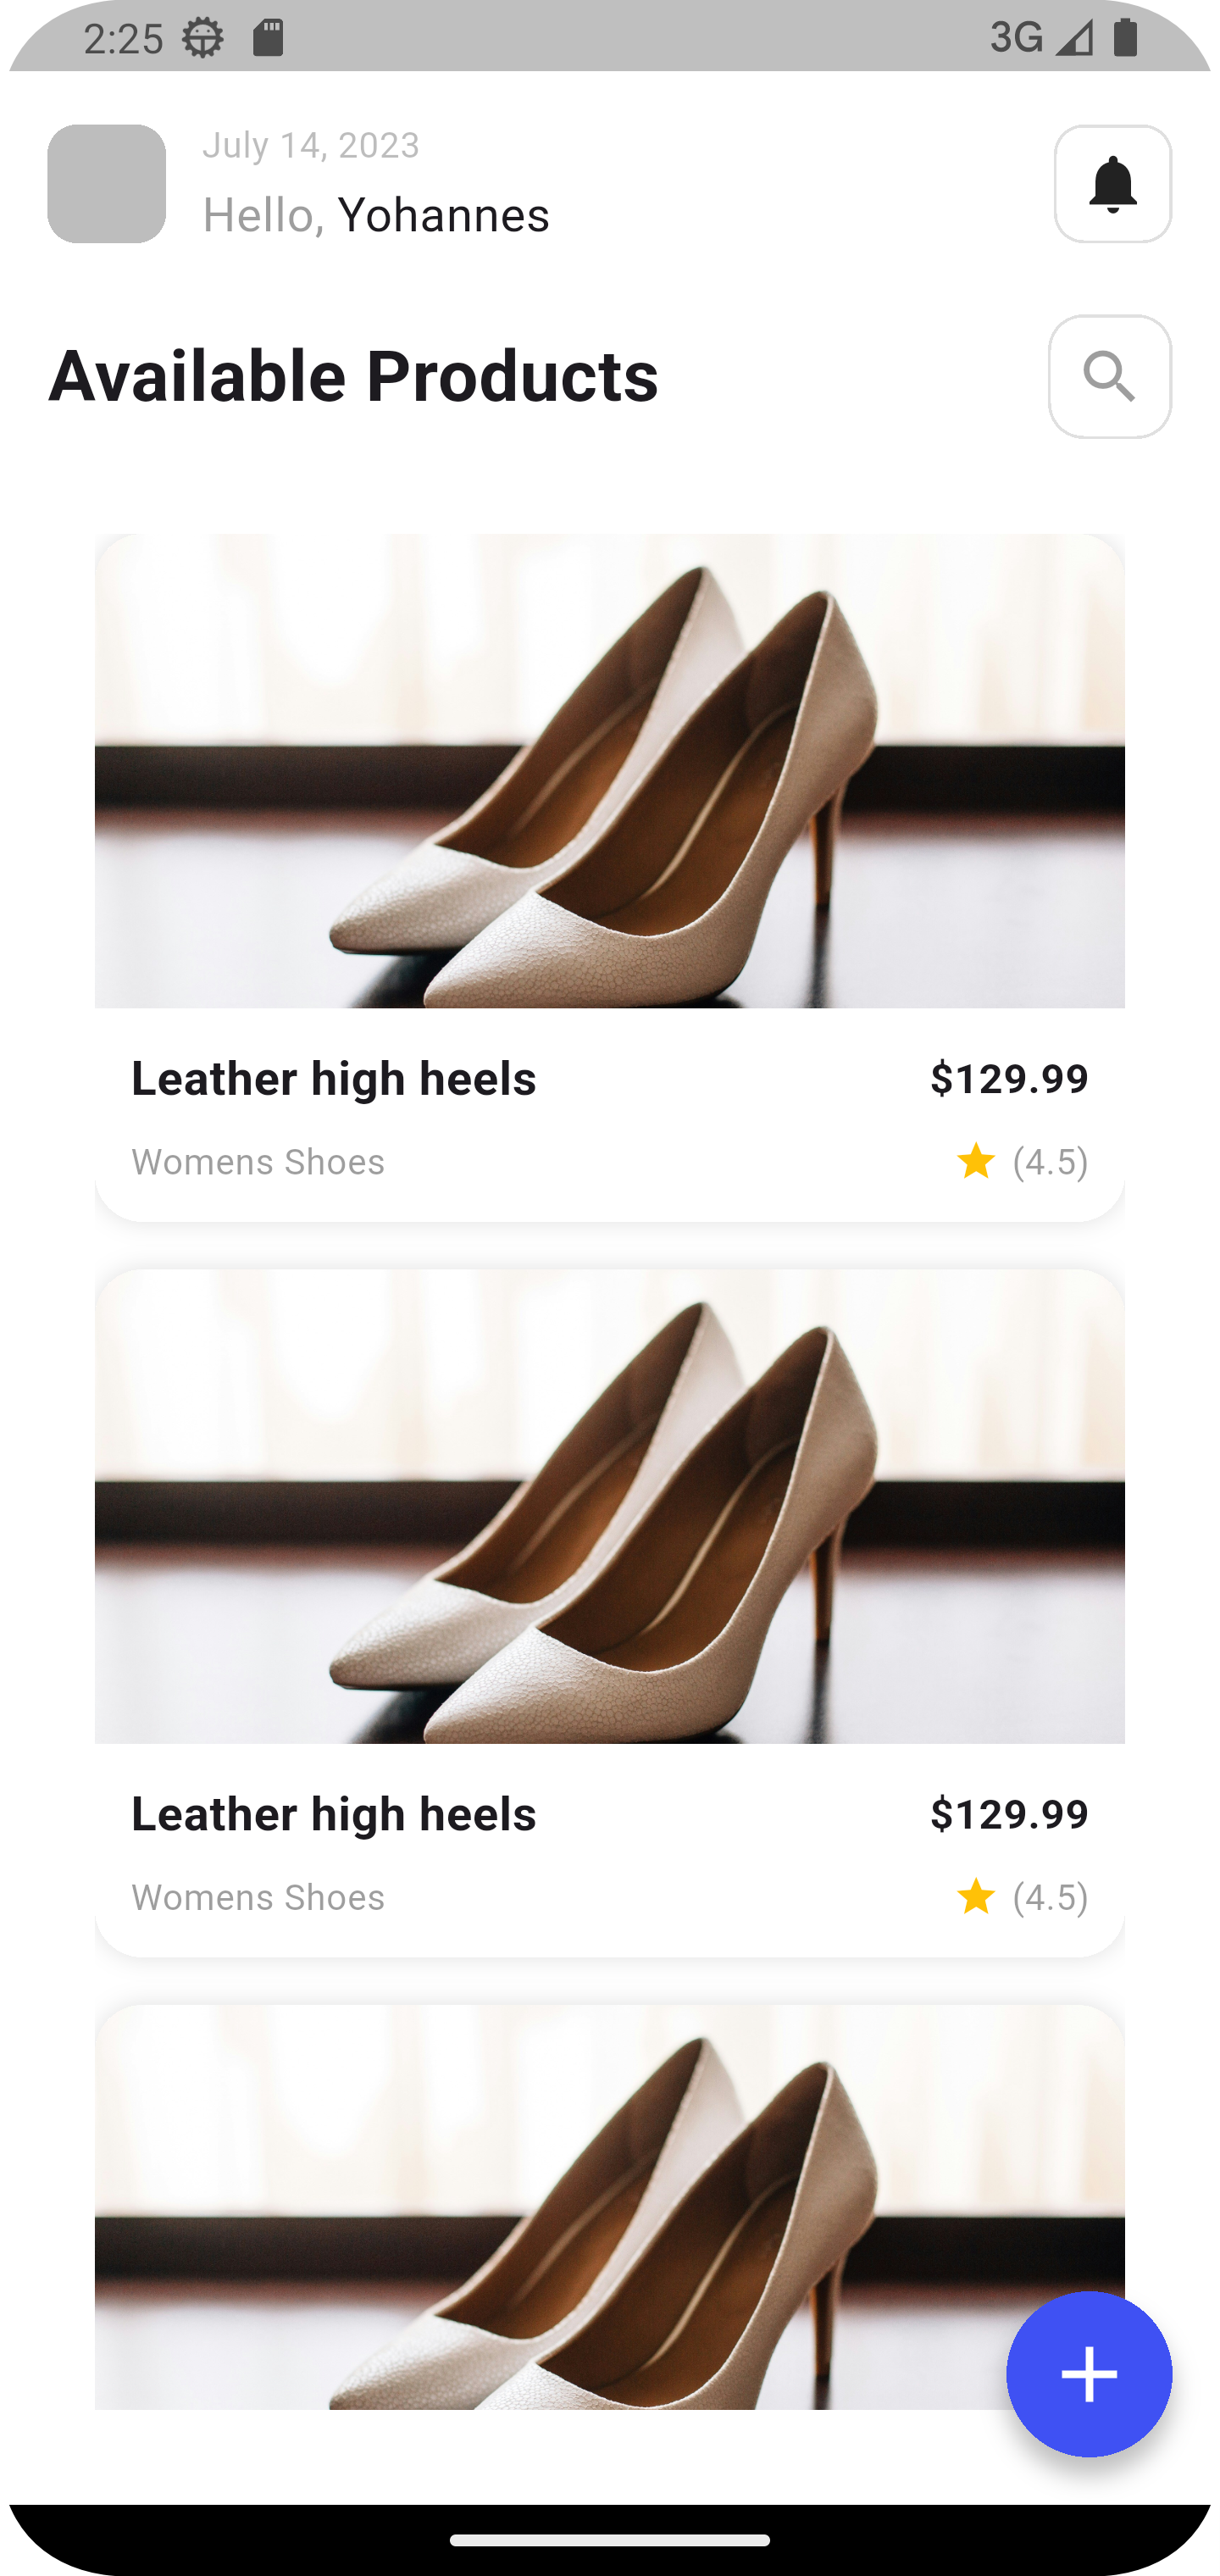 2:25 3G
July 14, 2023
Hello, Yohannes
Available Products
Leather high heels $129.99
Womens Shoes (4.5)
Leather high heels $129.99
Womens Shoes (4.5)